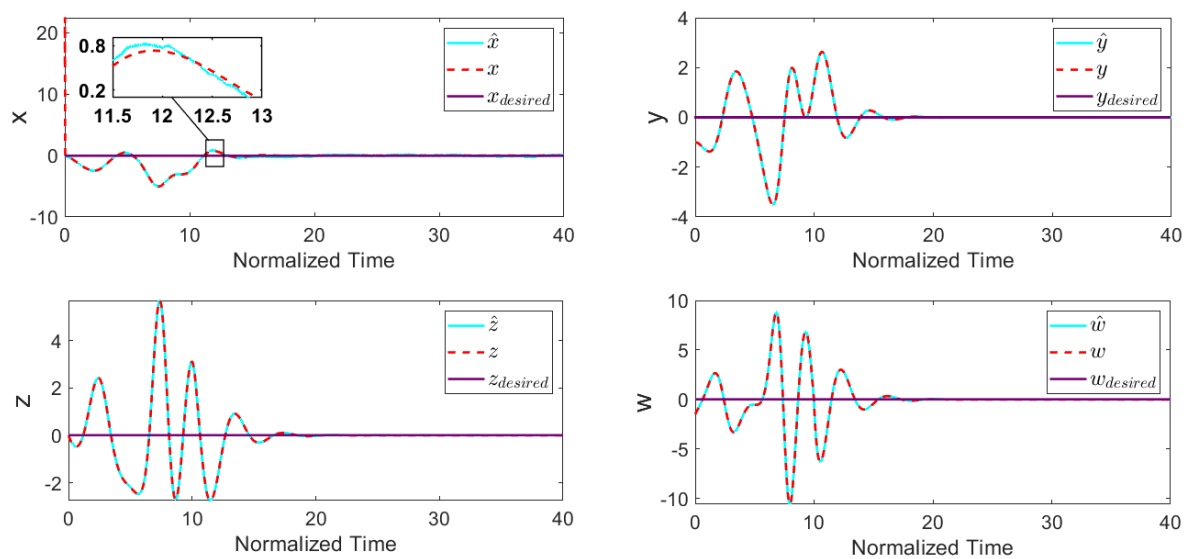 x
20
10
0
-10
0.8
0.2
11.5 12 12.5 13
x̂
x
x_desired
0 10 20 30 40
Normalized Time
y
4
2
0
-2
-4
ŷ
y
y_desired
0 10 20 30 40
Normalized Time
z
4
2
0
-2
ẑ
z
z_desired
0 10 20 30 40
Normalized Time
w
10
5
0
-5
-10
ŵ
w
w_desired
0 10 20 30 40
Normalized Time